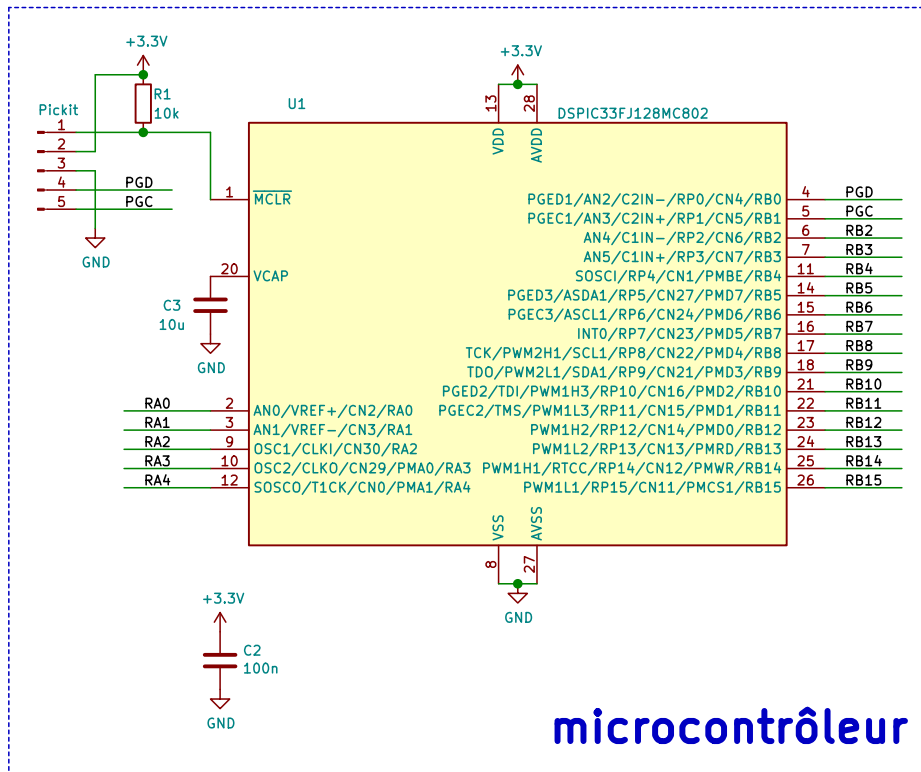 +3.3V
R1
10k
Pickit
1
2
3
4 PGD
5 PGC
GND
U1
+3.3V
13
28
VDD
AVDD
DSPIC33FJ128MC802
1 MCLR
20 VCAP
C3
10u
GND
RA0 2 AN0/VREF+/CN2/RA0
RA1 3 AN1/VREF-/CN3/RA1
RA2 9 OSC1/CLKI/CN30/RA2
RA3 10 OSC2/CLKO/CN29/PMA0/RA3
RA4 12 SOSCO/T1CK/CN0/PMA1/RA4
PGED1/AN2/C2IN-/RP0/CN4/RB0 4 PGD
PGEC1/AN3/C2IN+/RP1/CN5/RB1 5 PGC
AN4/C1IN-/RP2/CN6/RB2 6 RB2
AN5/C1IN+/RP3/CN7/RB3 7 RB3
SOSCI/RP4/CN1/PMBE/RB4 11 RB4
PGED3/ASDA1/RP5/CN27/PMD7/RB5 14 RB5
PGEC3/ASCL1/RP6/CN24/PMD6/RB6 15 RB6
INT0/RP7/CN23/PMD5/RB7 16 RB7
TCK/PWM2H1/SCL1/RP8/CN22/PMD4/RB8 17 RB8
TDO/PWM2L1/SDA1/RP9/CN21/PMD3/RB9 18 RB9
PGED2/TDI/PWM1H3/RP10/CN16/PMD2/RB10 21 RB10
PGEC2/TMS/PWM1L3/RP11/CN15/PMD1/RB11 22 RB11
PWM1H2/RP12/CN14/PMD0/RB12 23 RB12
PWM1L2/RP13/CN13/PMRD/RB13 24 RB13
PWM1H1/RTCC/RP14/CN12/PMWR/RB14 25 RB14
PWM1L1/RP15/CN11/PMCS1/RB15 26 RB15
VSS
AVSS
8
27
GND
+3.3V
C2
100n
GND
microcontrôleur